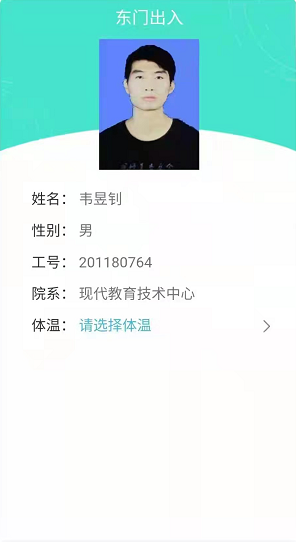 东门出入
姓名： 韦昱钊
性别： 男
工号： 201180764
院系： 现代教育技术中心
体温： 请选择体温